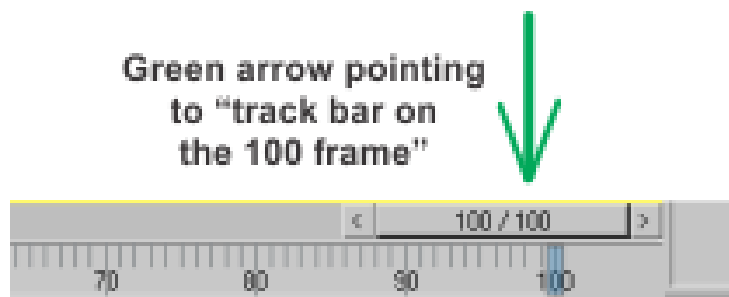 Green arrow pointing
to “track bar on
the 100 frame”
< 100 / 100 >
70 80 90 100